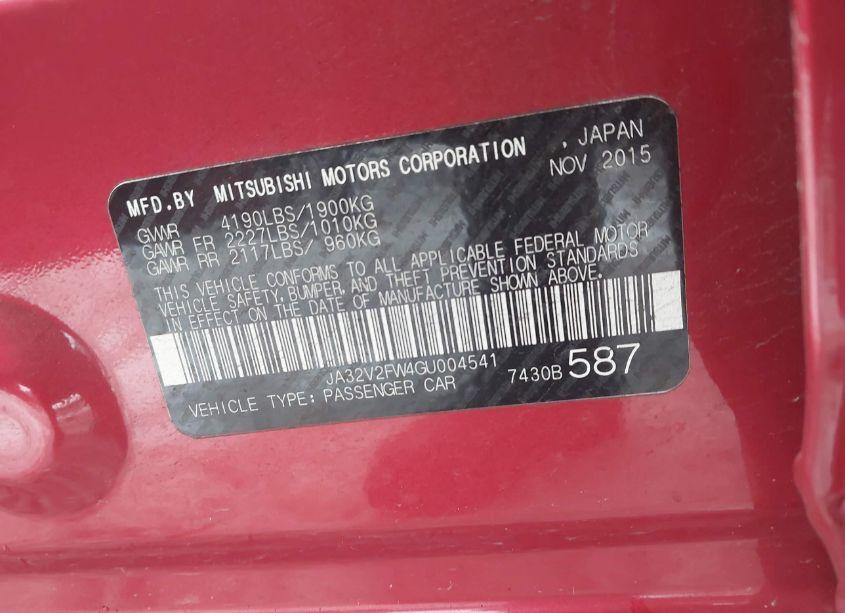 MFD.BY MITSUBISHI MOTORS CORPORATION , JAPAN
NOV 2015
GVWR 4190LBS/1900KG
GAWR FR 2227LBS/1010KG
GAWR RR 2117LBS/ 960KG
THIS VEHICLE CONFORMS TO ALL APPLICABLE FEDERAL MOTOR
VEHICLE SAFETY, BUMPER, AND THEFT PREVENTION STANDARDS
IN EFFECT ON THE DATE OF MANUFACTURE SHOWN ABOVE.
JA32V2FW4GU004541
7430B 587
VEHICLE TYPE: PASSENGER CAR